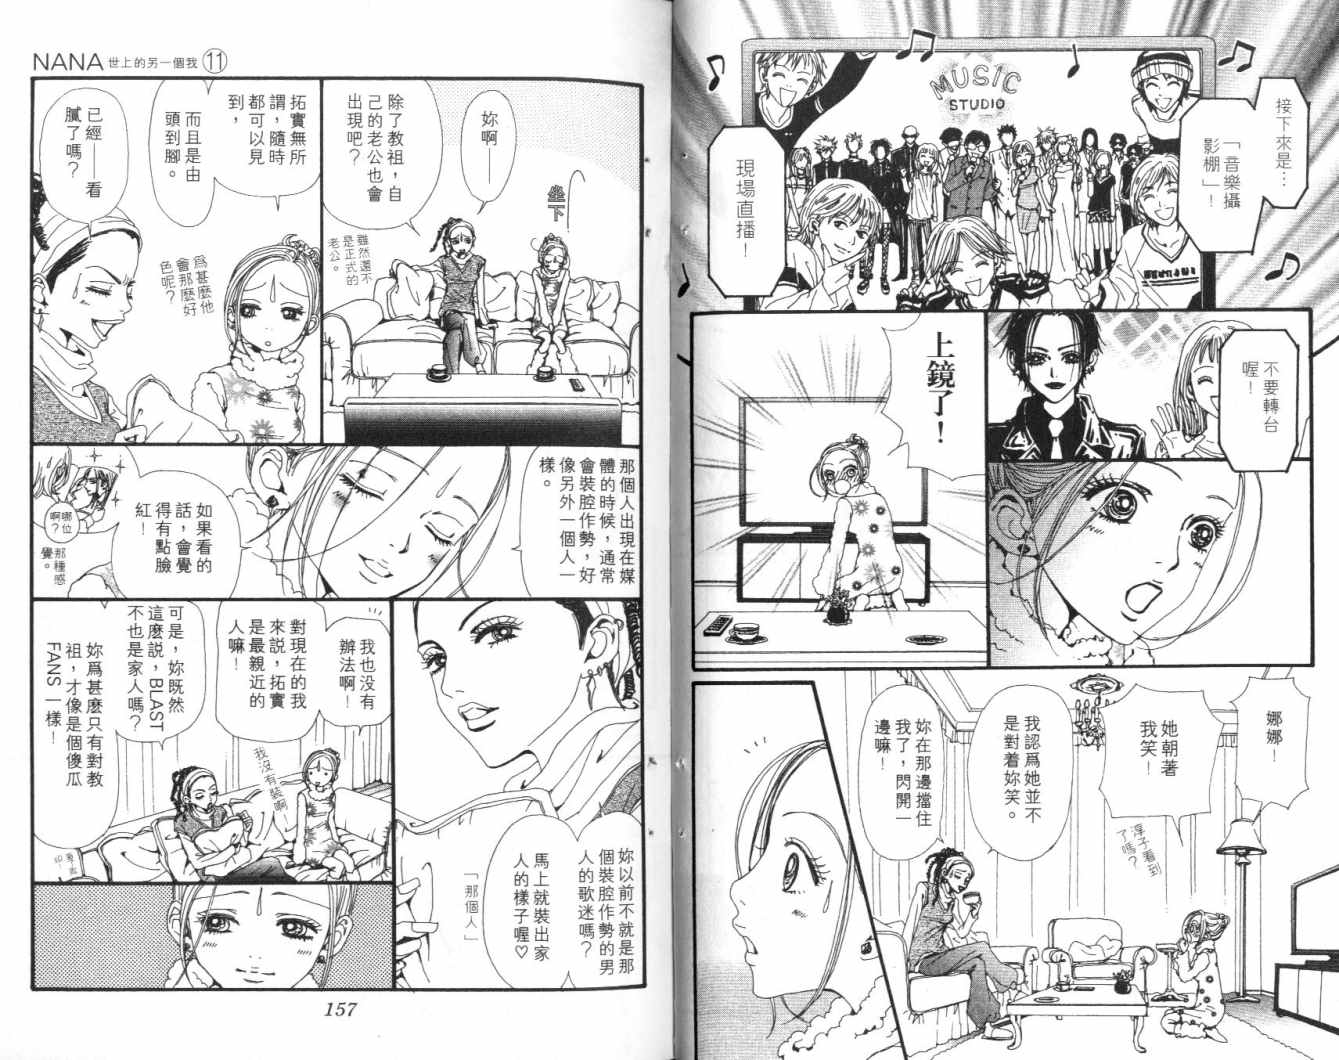 MUSIC
STUDIO
接下來是…
「音樂攝
影棚」！
現場直播！
不要轉台
喔！
上鏡了！
娜娜！
她朝著
我笑！
淳子看到
了嗎？
我認爲她並不
是對着妳笑。
妳在那邊擋住
我了，閃開一
邊嘛！
NANA 世上的另一個我 ⑪
妳啊——
坐下
除了教祖，自
己的老公也會
出現吧？
雖然還不
是正式的
老公。
拓實無所
謂，隨時
都可以見
到，
而且是由
頭到腳。
已經——看
膩了嗎？
爲甚麼他
會那麼好
色呢？
那個人出現在媒
體的時候，通常
會裝腔作勢，好
像另外一個人一
樣。
如果看的
話，會覺
得有點臉
紅！
哪位
啊？
那種感
覺。
我也没有
辦法啊！
對現在的我
來説，拓實
是最親近的
人嘛！
可是，妳既然
這麽説，BLAST
不也是家人嗎？
妳爲甚麽只有對教
祖，才像是個傻瓜
FANS一樣！
我没有裝啊！
妳以前不就是那
個裝腔作勢的男
人的歌迷嗎？
馬上就裝出家
人的樣子喔♡
「那個人」
157